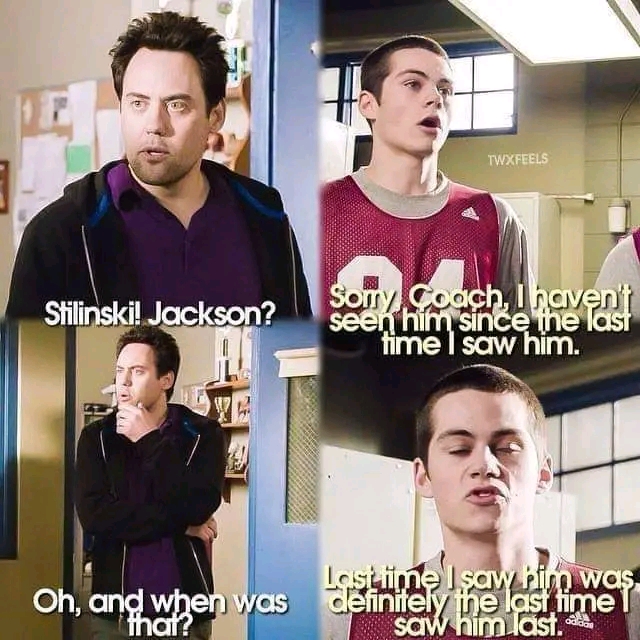 Stilinski! Jackson?
TWXFEELS
Sorry, Coach, I haven't
seen him since the last
time I saw him.
Oh, and when was
that?
Last time I saw him was
definitely the last time I
saw him last
adidas